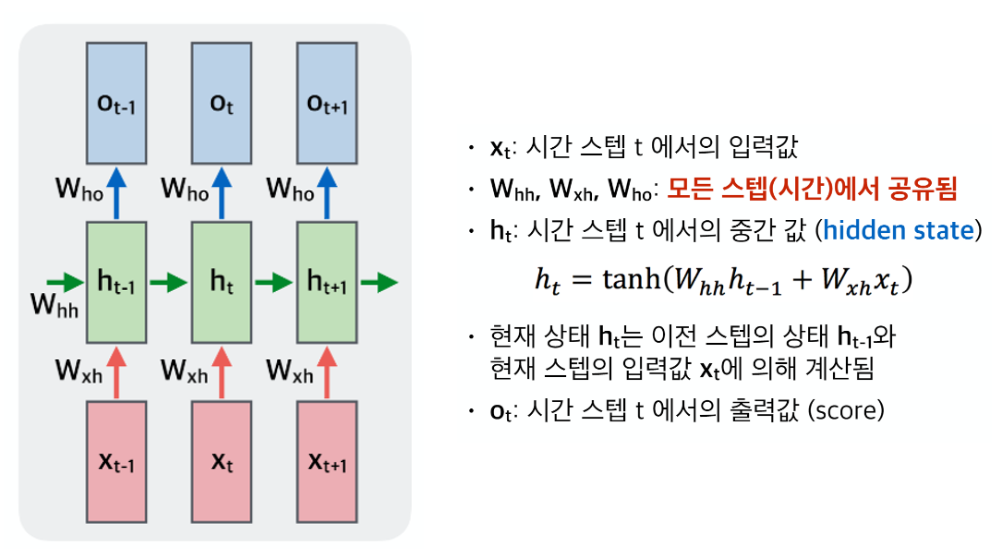 o_{t-1} o_t o_{t+1}
W_{ho} W_{ho} W_{ho}
h_{t-1} h_t h_{t+1}
W_{hh}
W_{xh} W_{xh} W_{xh}
x_{t-1} x_t x_{t+1}
· x_t: 시간 스텝 t 에서의 입력값
· W_{hh}, W_{xh}, W_{ho}: 모든 스텝(시간)에서 공유됨
· h_t: 시간 스텝 t 에서의 중간 값 (hidden state)
h_t = tanh(W_{hh}h_{t-1} + W_{xh}x_t)
· 현재 상태 h_t는 이전 스텝의 상태 h_{t-1}와
현재 스텝의 입력값 x_t에 의해 계산됨
· o_t: 시간 스텝 t 에서의 출력값 (score)